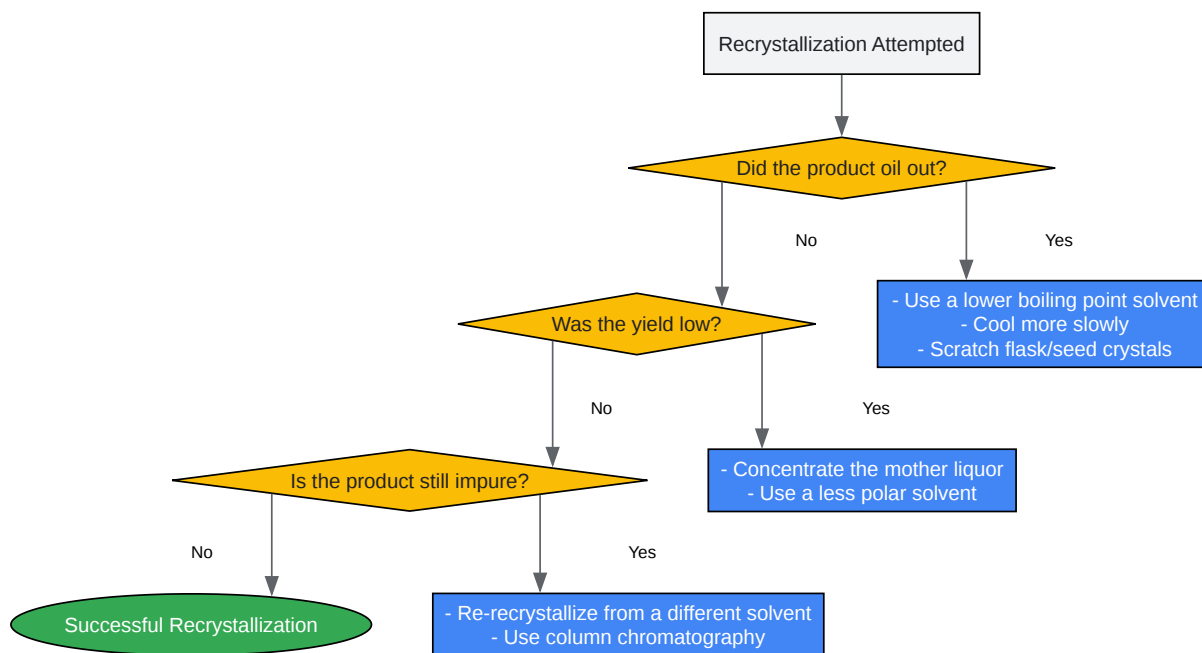 Recrystallization Attempted
Did the product oil out?
No
Yes
- Use a lower boiling point solvent
- Cool more slowly
- Scratch flask/seed crystals
Was the yield low?
No
Yes
- Concentrate the mother liquor
- Use a less polar solvent
Is the product still impure?
No
Yes
Successful Recrystallization
- Re-recrystallize from a different solvent
- Use column chromatography